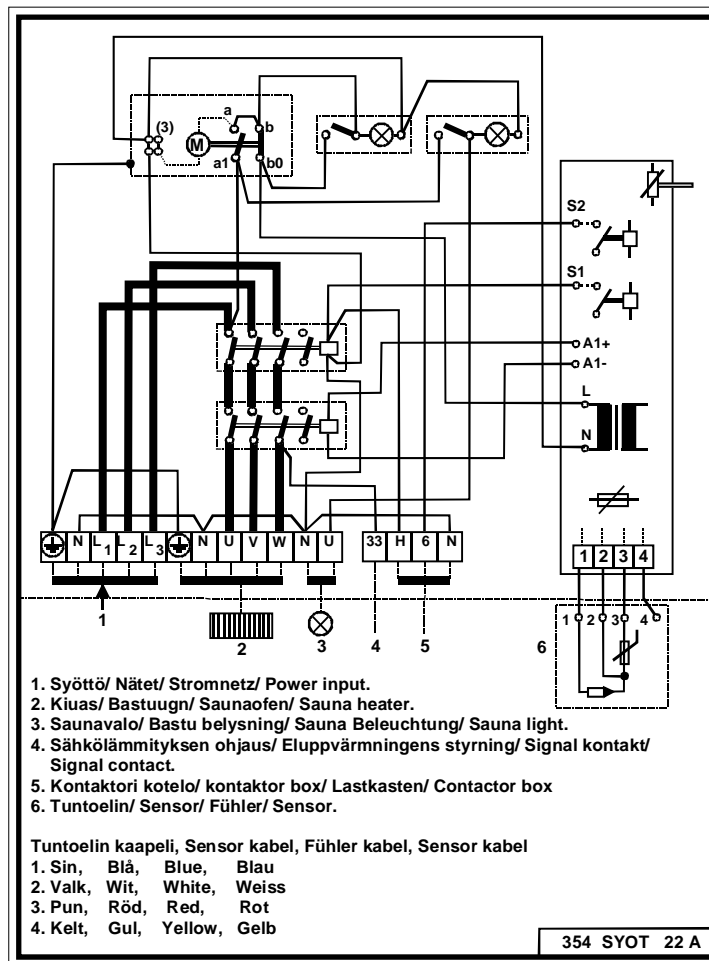 (3)
a
b
M
a1
b0
S2
S1
A1+
A1-
L
N
N L1 L2 L3 N U V W N U 33 H 6 N
1 2 3 4
1 2 3 4
1
2
3
4
5
6
1. Syöttö/ Nätet/ Stromnetz/ Power input.
2. Kiuas/ Bastuugn/ Saunaofen/ Sauna heater.
3. Saunavalo/ Bastu belysning/ Sauna Beleuchtung/ Sauna light.
4. Sähkölämmityksen ohjaus/ Eluppvärmningens styrning/ Signal kontakt/
Signal contact.
5. Kontaktori kotelo/ kontaktor box/ Lastkasten/ Contactor box
6. Tuntoelin/ Sensor/ Fühler/ Sensor.
Tuntoelin kaapeli, Sensor kabel, Fühler kabel, Sensor kabel
1. Sin, Blå, Blue, Blau
2. Valk, Wit, White, Weiss
3. Pun, Röd, Red, Rot
4. Kelt, Gul, Yellow, Gelb
354 SYOT 22 A